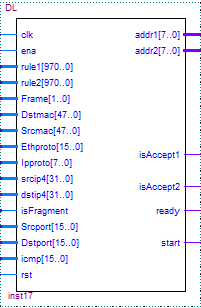 DL
clk addr1[7..0]
ena addr2[7..0]
rule1[970..0]
rule2[970..0]
Frame[1..0]
Dstmac[47..0]
Srcmac[47..0]
Ethproto[15..0]
Ipproto[7..0] isAccept1
srcip4[31..0]
dstip4[31..0] isAccept2
isFragment ready
Srcport[15..0]
Dstport[15..0] start
icmp[15..0]
rst
inst17